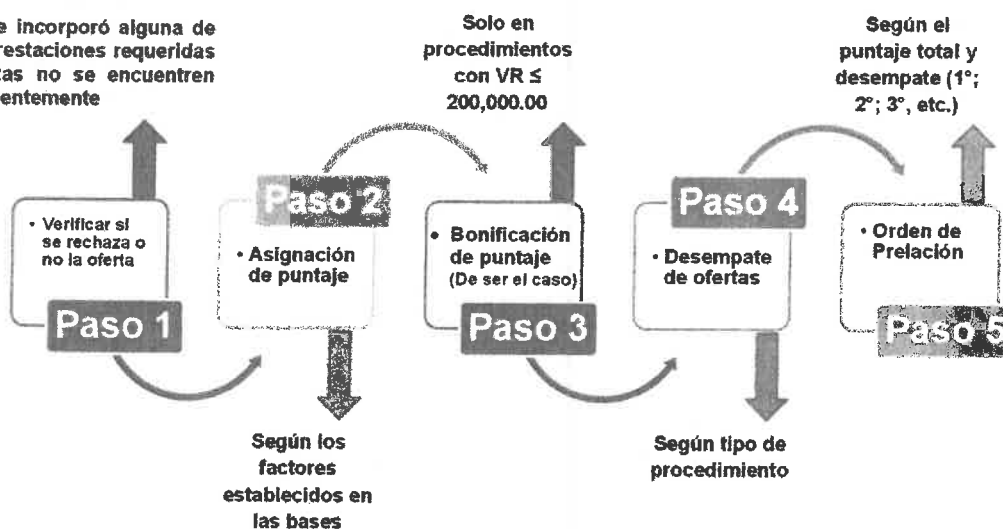 e incorporó alguna de
restaciones requeridas
as no se encuentren
entemente
Solo en
procedimientos
con VR ≤
200,000.00
Según el
puntaje total y
desempate (1°;
2°; 3°, etc.)
• Verificar si
se rechaza o
no la oferta
Paso 1
Paso 2
• Asignación
de puntaje
• Bonificación
de puntaje
(De ser el caso)
Paso 3
Paso 4
• Desempate
de ofertas
• Orden de
Prelación
Paso 5
Según los
factores
establecidos en
las bases
Según tipo de
procedimiento